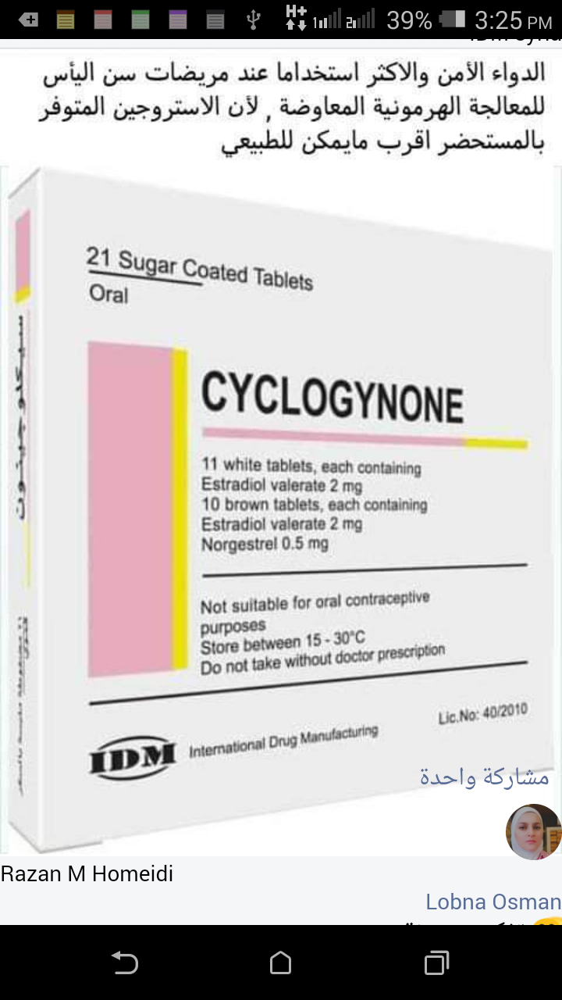 H+
39%
3:25 PM
الدواء الأمن والاكثر استخداما عند مريضات سن اليأس
للمعالجة الهرمونية المعاوضة , لأن الاستروجين المتوفر
بالمستحضر اقرب مايمكن للطبيعي
21 Sugar Coated Tablets
Oral
سيكلوجينون
CYCLOGYNONE
11 white tablets, each containing
Estradiol valerate 2 mg
10 brown tablets, each containing
Estradiol valerate 2 mg
Norgestrel 0.5 mg
Not suitable for oral contraceptive
purposes
Store between 15 - 30°C
Do not take without doctor prescription
Lic.No: 40/2010
IDM International Drug Manufacturing
مشاركة واحدة
Razan M Homeidi
Lobna Osman